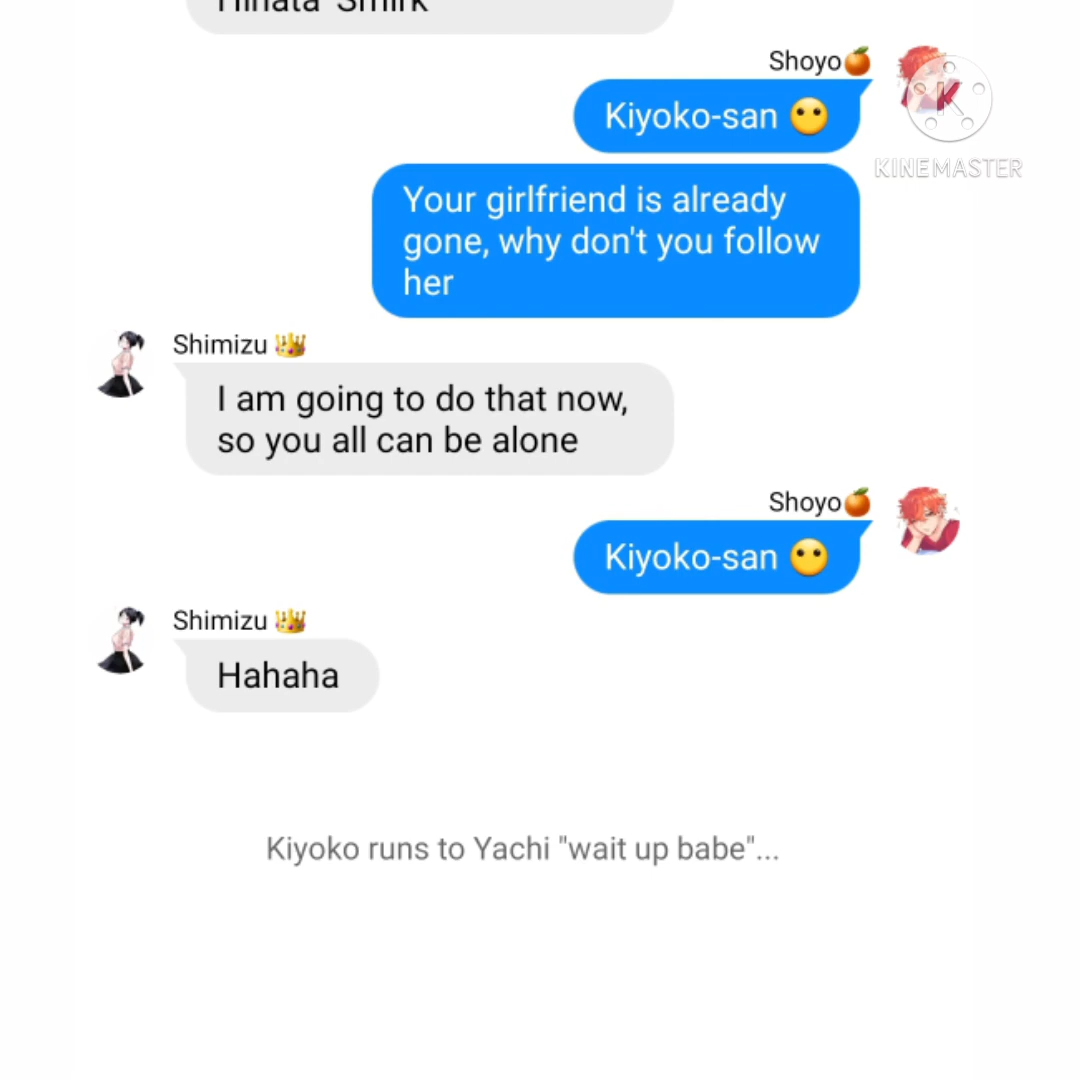 Hinata *Smirk*
Shoyo🍊
Kiyoko-san 😶
KINEMASTER
Your girlfriend is already
gone, why don't you follow
her
Shimizu 👑
I am going to do that now,
so you all can be alone
Shoyo🍊
Kiyoko-san 😶
Shimizu 👑
Hahaha
Kiyoko runs to Yachi "wait up babe"...